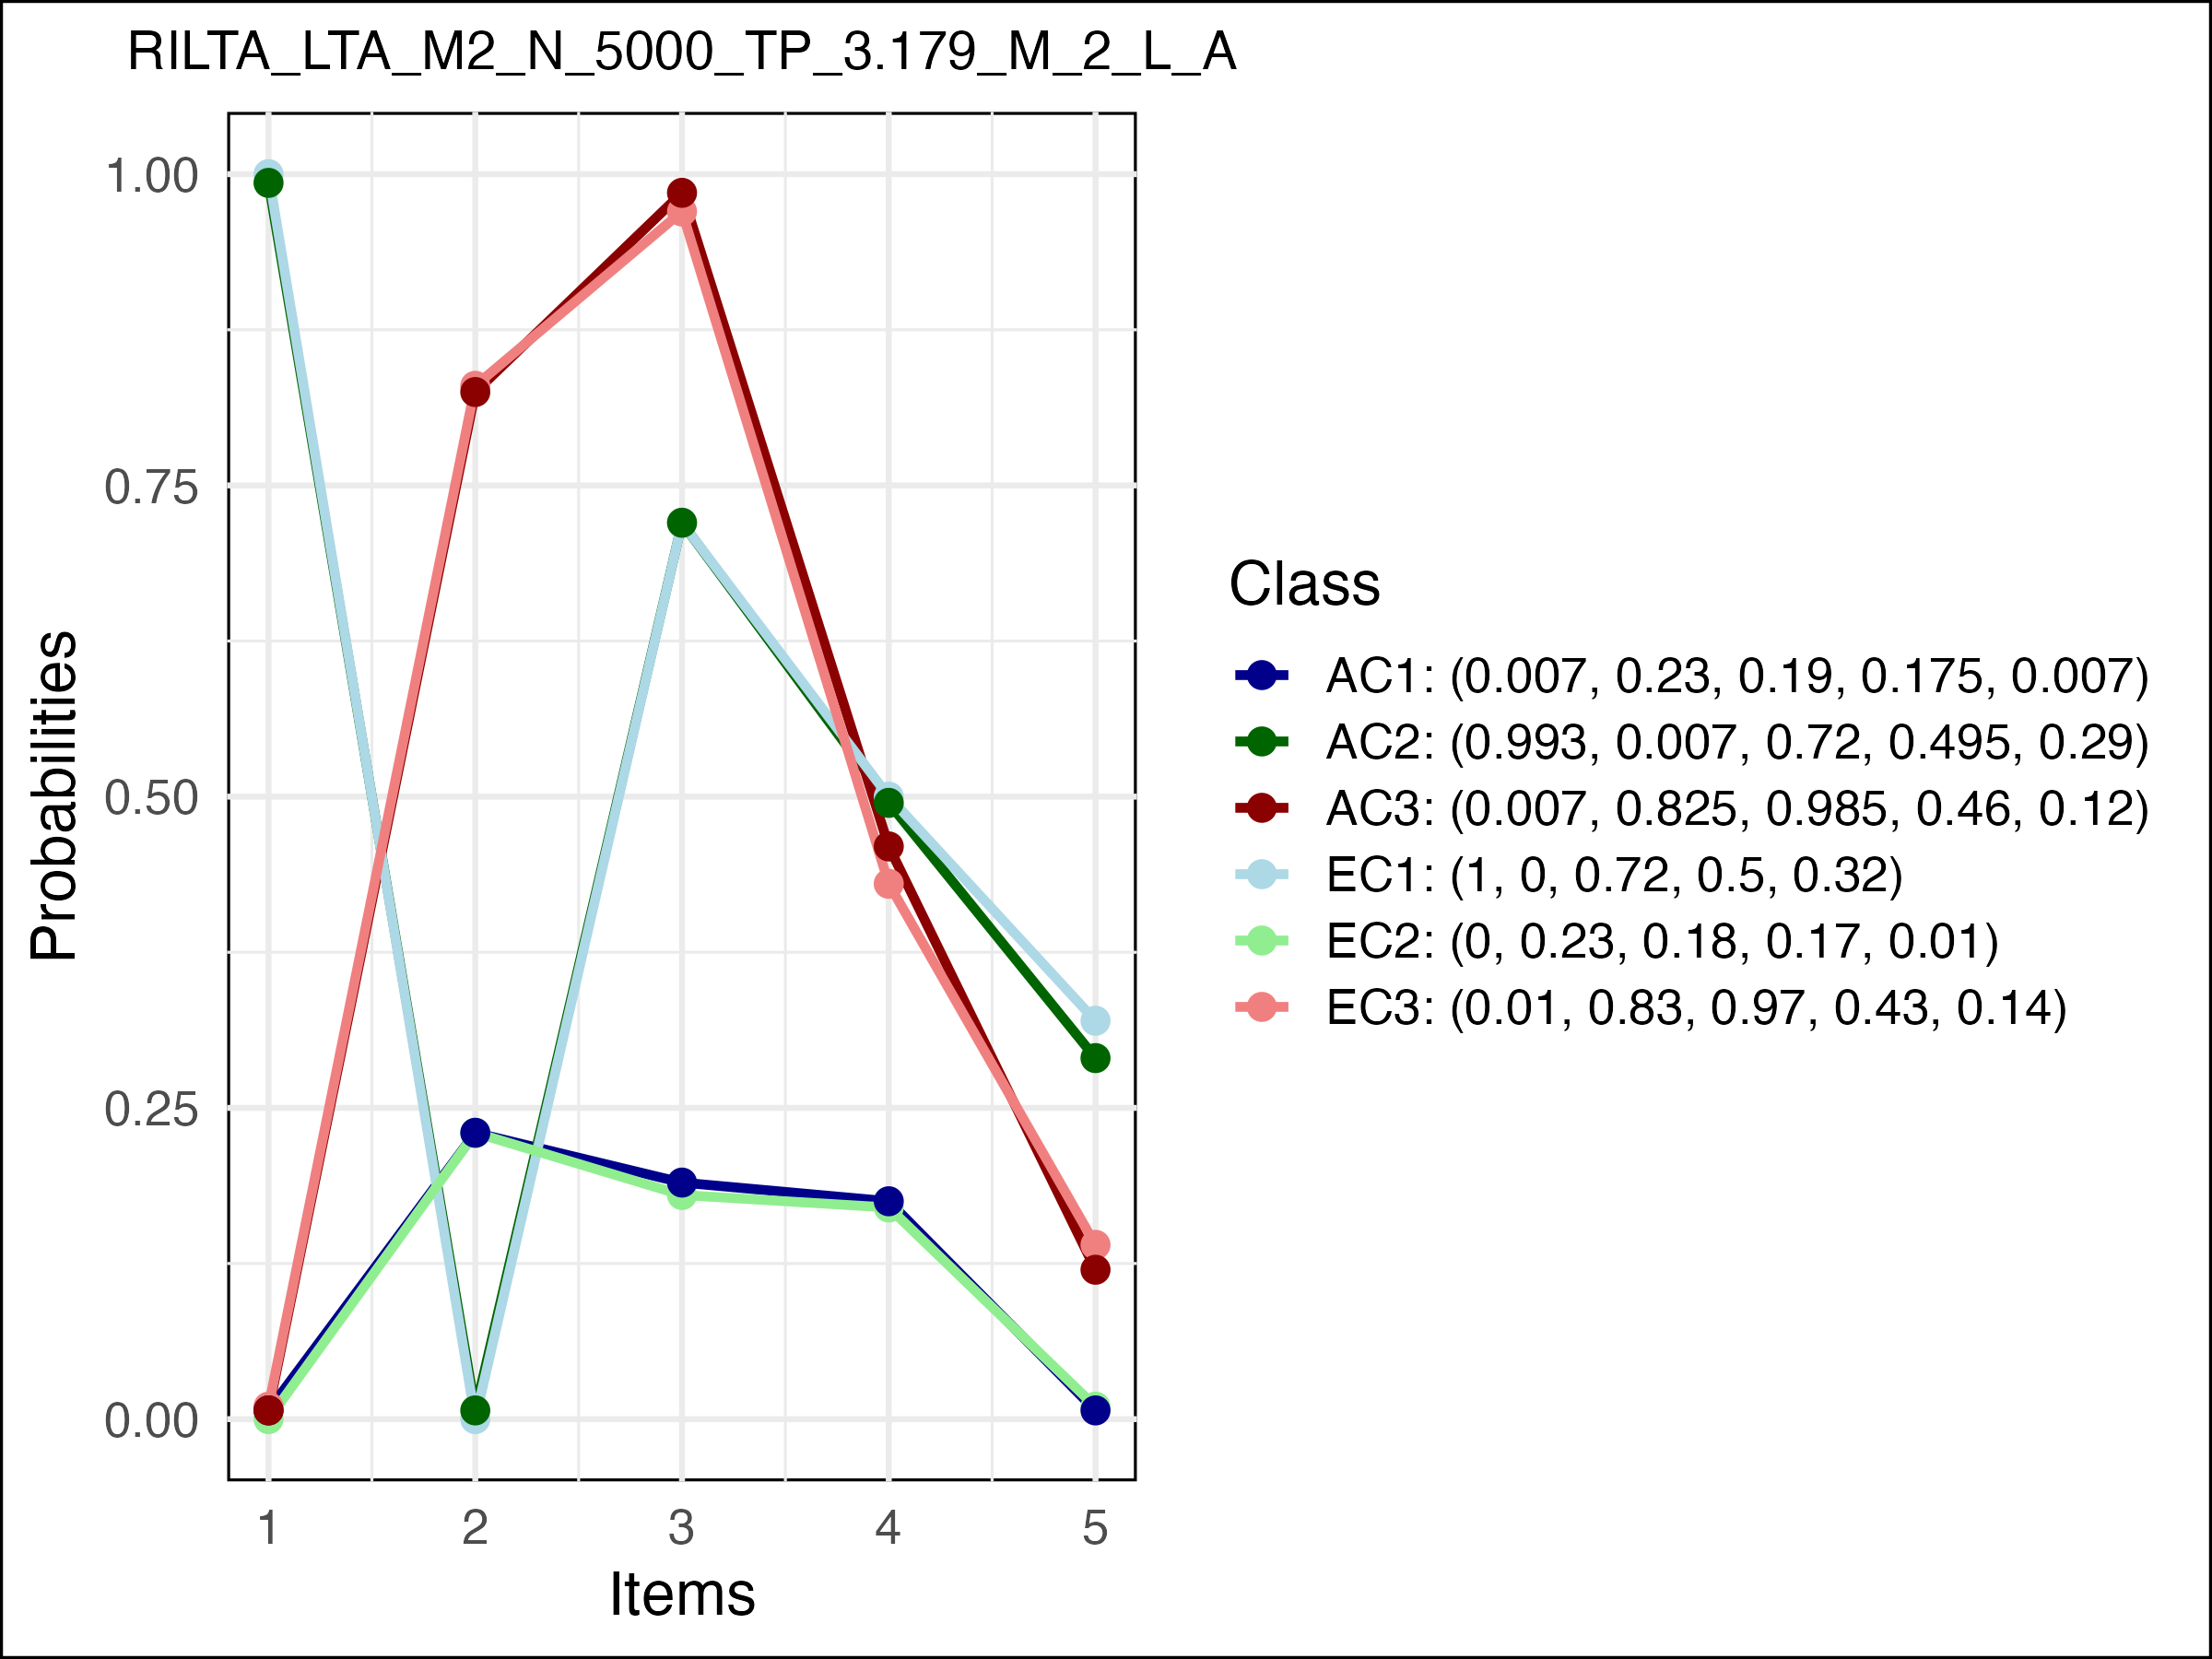 RILTA_LTA_M2_N_5000_TP_3.179_M_2_L_A
1.00
0.75
0.50
0.25
0.00
Probabilities
1 2 3 4 5
Items
Class
AC1: (0.007, 0.23, 0.19, 0.175, 0.007)
AC2: (0.993, 0.007, 0.72, 0.495, 0.29)
AC3: (0.007, 0.825, 0.985, 0.46, 0.12)
EC1: (1, 0, 0.72, 0.5, 0.32)
EC2: (0, 0.23, 0.18, 0.17, 0.01)
EC3: (0.01, 0.83, 0.97, 0.43, 0.14)